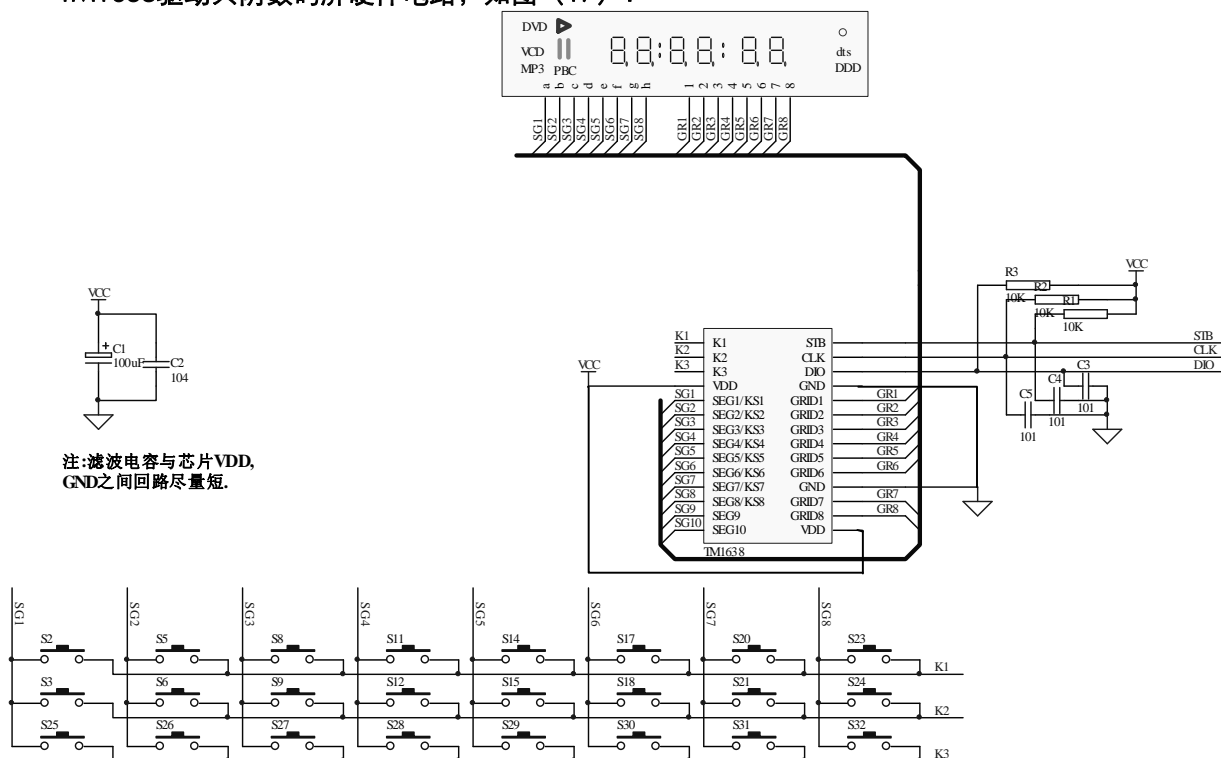 DVD
VCD
MP3 PBC
dts
DDD
a b c d e f g h
1 2 3 4 5 6 7 8
SG1 SG2 SG3 SG4 SG5 SG6 SG7 SG8
GR1 GR2 GR3 GR4 GR5 GR6 GR7 GR8
VCC
C1
100uF
C2
104
注:滤波电容与芯片VDD,
GND之间回路尽量短.
VCC
K1 K1 STB
K2 K2 CLK
K3 K3 DIO
VDD GND
SG1 SEG1/KS1 GRID1 GR1
SG2 SEG2/KS2 GRID2 GR2
SG3 SEG3/KS3 GRID3 GR3
SG4 SEG4/KS4 GRID4 GR4
SG5 SEG5/KS5 GRID5 GR5
SG6 SEG6/KS6 GRID6 GR6
SG7 SEG7/KS7 GND
SG8 SEG8/KS8 GRID7 GR7
SG9 SEG9 GRID8 GR8
SG10 SEG10 VDD
TM1638
VCC
R3
10K
R2
10K
R1
10K
STB
CLK
DIO
C3
101
C4
101
C5
101
SG1 SG2 SG3 SG4 SG5 SG6 SG7 SG8
S2 S5 S8 S11 S14 S17 S20 S23
K1
S3 S6 S9 S12 S15 S18 S21 S24
K2
S25 S26 S27 S28 S29 S30 S31 S32
K3